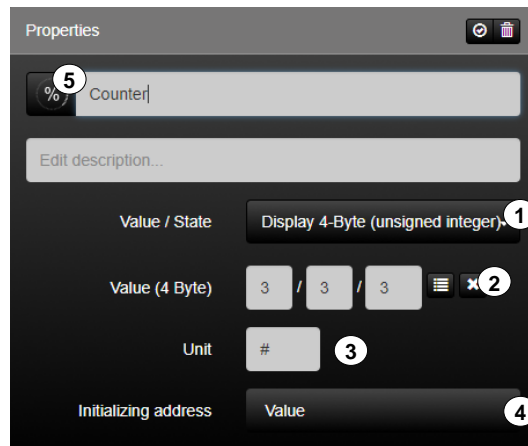 Properties
% 5 Counter
Edit description...
Value / State Display 4-Byte (unsigned integer) 1
Value (4 Byte) 3 / 3 / 3 2
Unit # 3
Initializing address Value 4